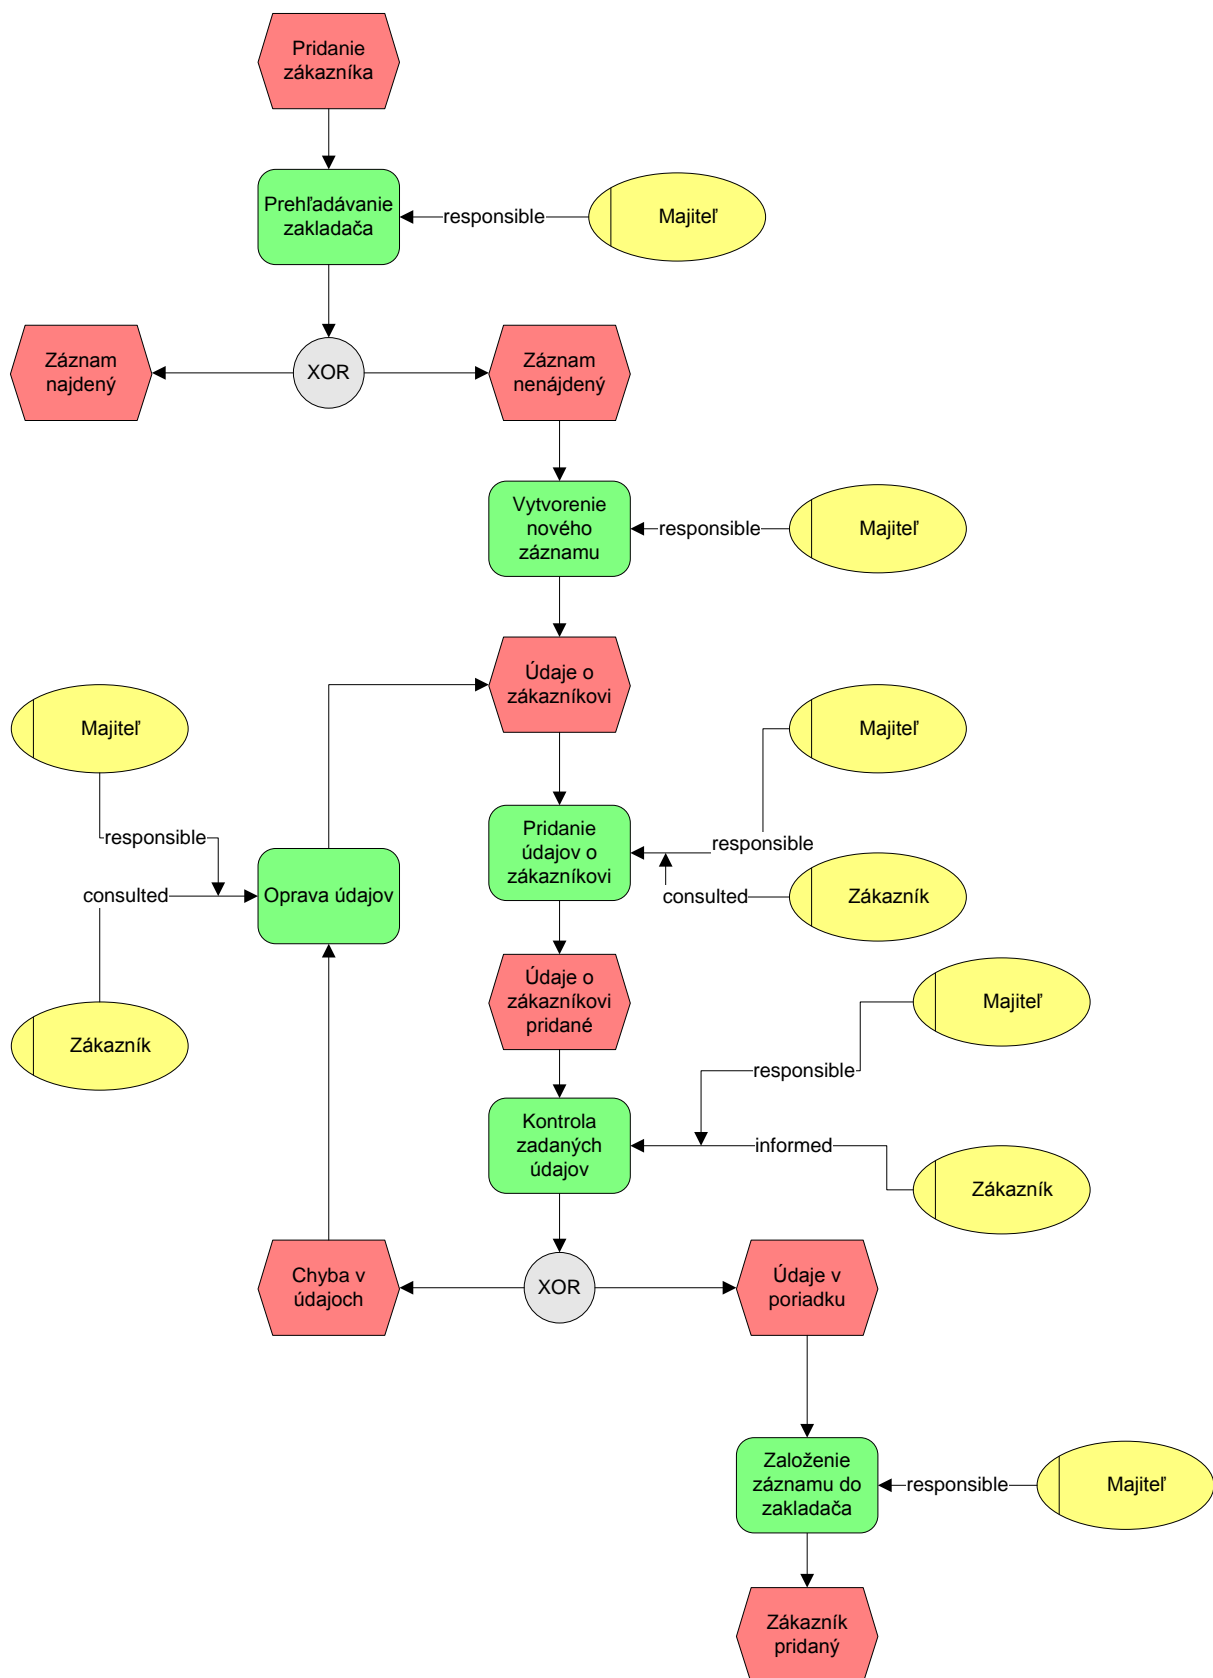 Pridanie
zákazníka
Prehľadávanie
zakladača
responsible
Majiteľ
Záznam
najdený
XOR
Záznam
nenájdený
Vytvorenie
nového
záznamu
responsible
Majiteľ
Údaje o
zákazníkovi
Majiteľ
Majiteľ
responsible
Pridanie
údajov o
zákazníkovi
responsible
consulted
Oprava údajov
consulted
Zákazník
Údaje o
zákazníkovi
pridané
Majiteľ
Zákazník
responsible
Kontrola
zadaných
údajov
informed
Zákazník
Chyba v
údajoch
XOR
Údaje v
poriadku
Založenie
záznamu do
zakladača
responsible
Majiteľ
Zákazník
pridaný